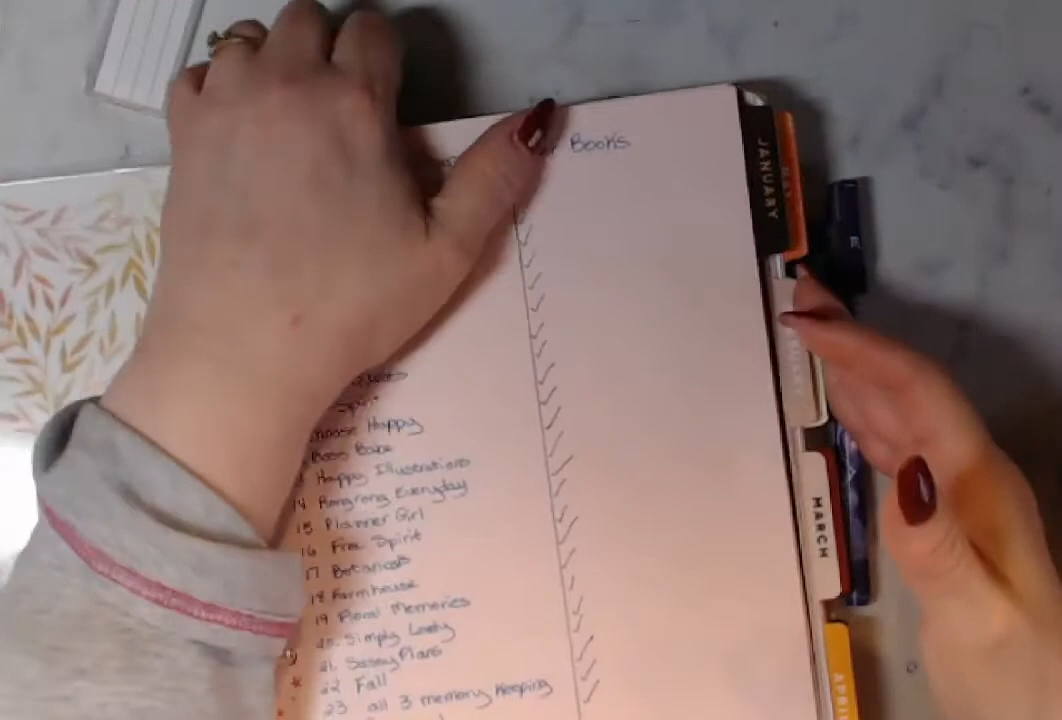 Books
Spirit
Choose Happy
Boss Babe
Happy Illustrations
14 Rongrong Everyday
15 Planner Girl
16 Free Spirit
17 Botanicals
18 Farmhouse
19 Floral Memories
20. Simply Lovely
21. Sassy Plans
22 Fall
23 all 3 memory Keeping
JANUARY
MARCH
APRIL